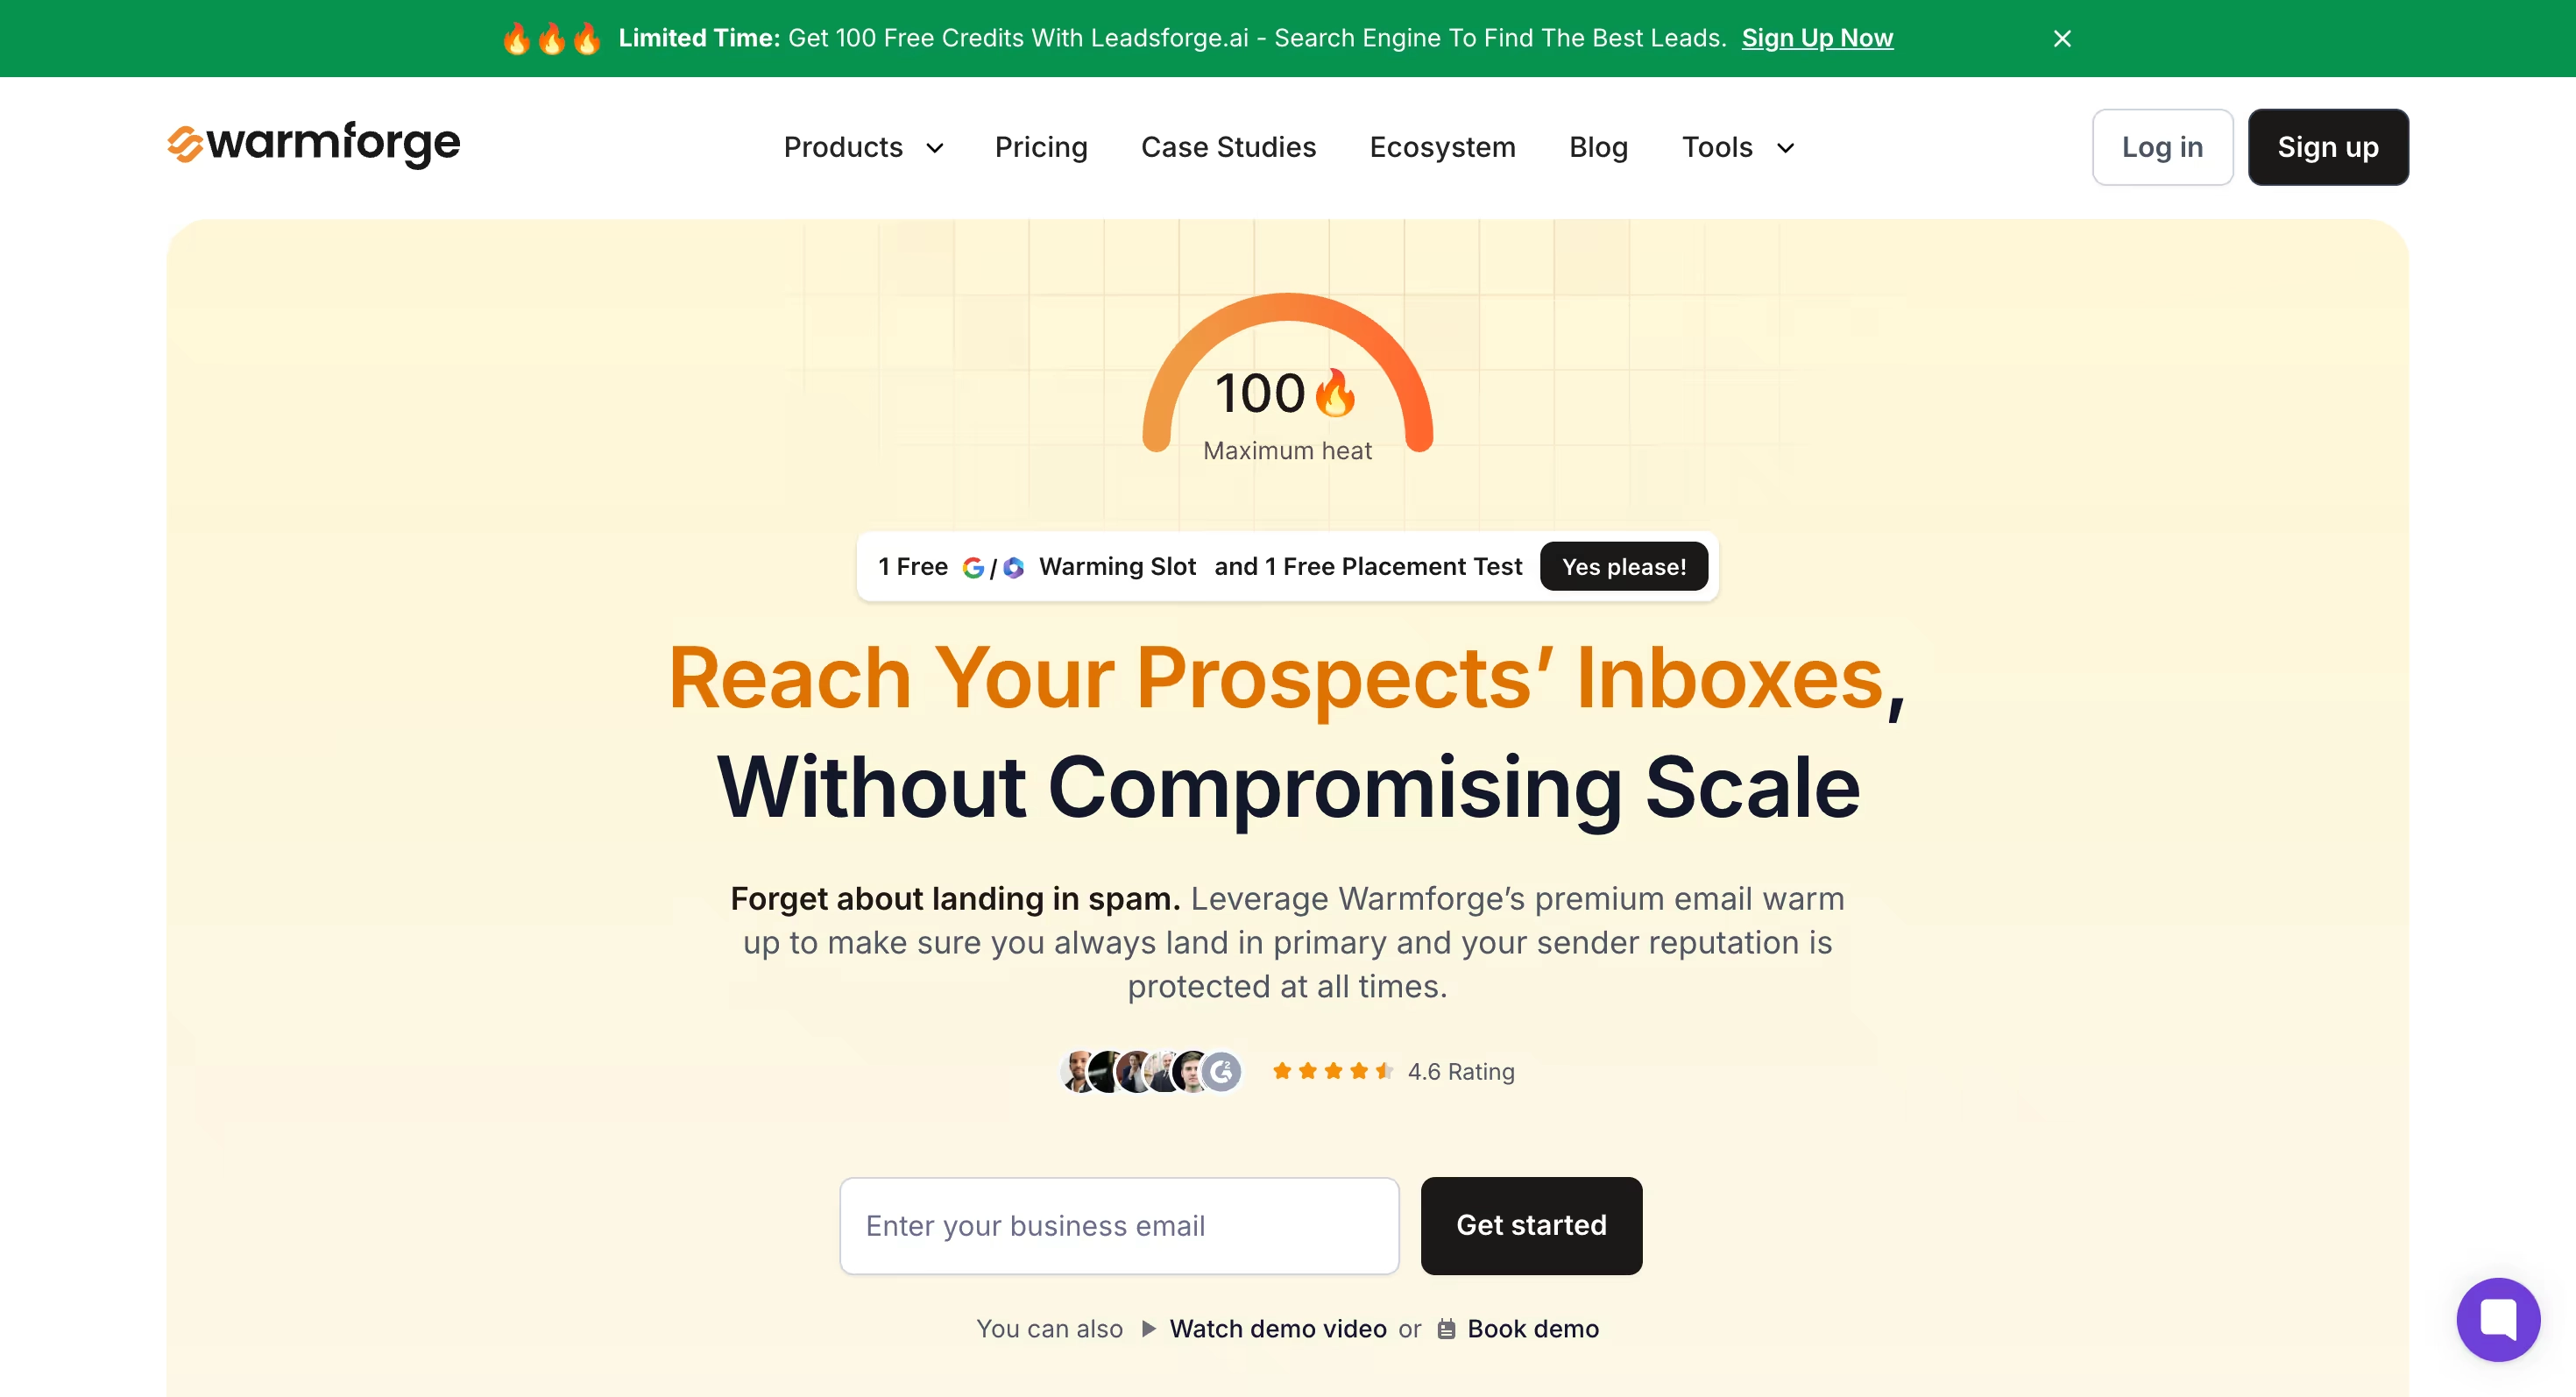 Limited Time: Get 100 Free Credits With Leadsforge.ai - Search Engine To Find The Best Leads. Sign Up Now
warmforge
Products Pricing Case Studies Ecosystem Blog Tools
Log in Sign up
100
Maximum heat
1 Free G / Warming Slot and 1 Free Placement Test Yes please!
Reach Your Prospects’ Inboxes,
Without Compromising Scale
Forget about landing in spam. Leverage Warmforge’s premium email warm
up to make sure you always land in primary and your sender reputation is
protected at all times.
G2 4.6 Rating
Enter your business email Get started
You can also Watch demo video or Book demo